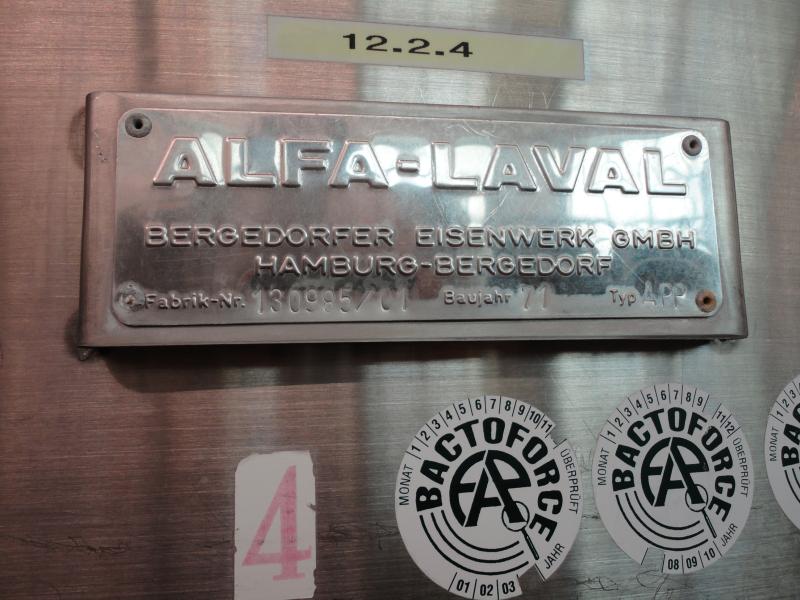 12.2.4
ALFA-LAVAL
BERGEDORFER EISENWERK GMBH
HAMBURG-BERGEDORF
Fabrik-Nr. 130995/01 Baujahr 71 Typ APP
4
MONAT 1 2 3 4 5 6 7 8 9 10 11 ÜBERPRÜFT
BACTOFORCE
JAHR
01 02 03
MONAT 1 2 3 4 5 6 7 8 9 11 12 ÜBERPRÜFT
BACTOFORCE
JAHR
08 09 10